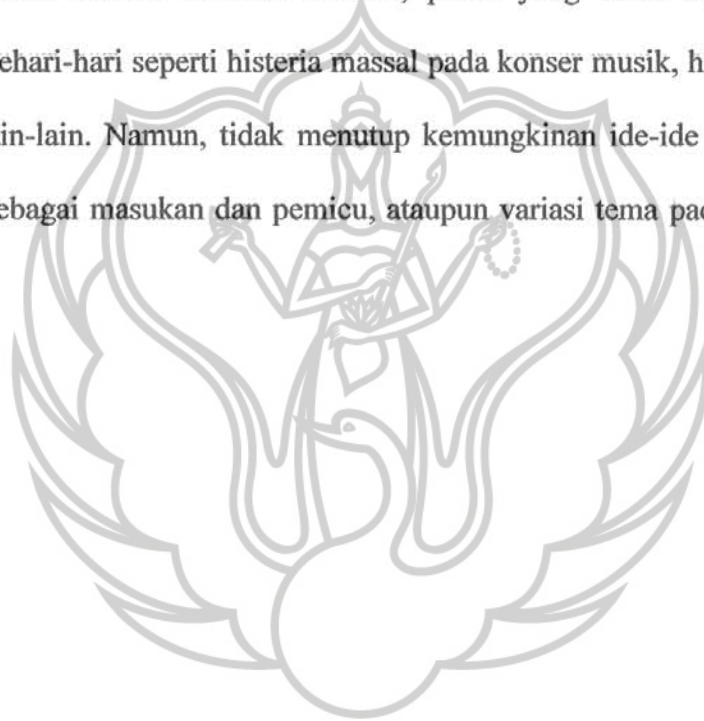 ehari-hari seperti histeria massal pada konser musik, h
in-lain. Namun, tidak menutup kemungkinan ide-ide
ebagai masukan dan pemicu, ataupun variasi tema pad